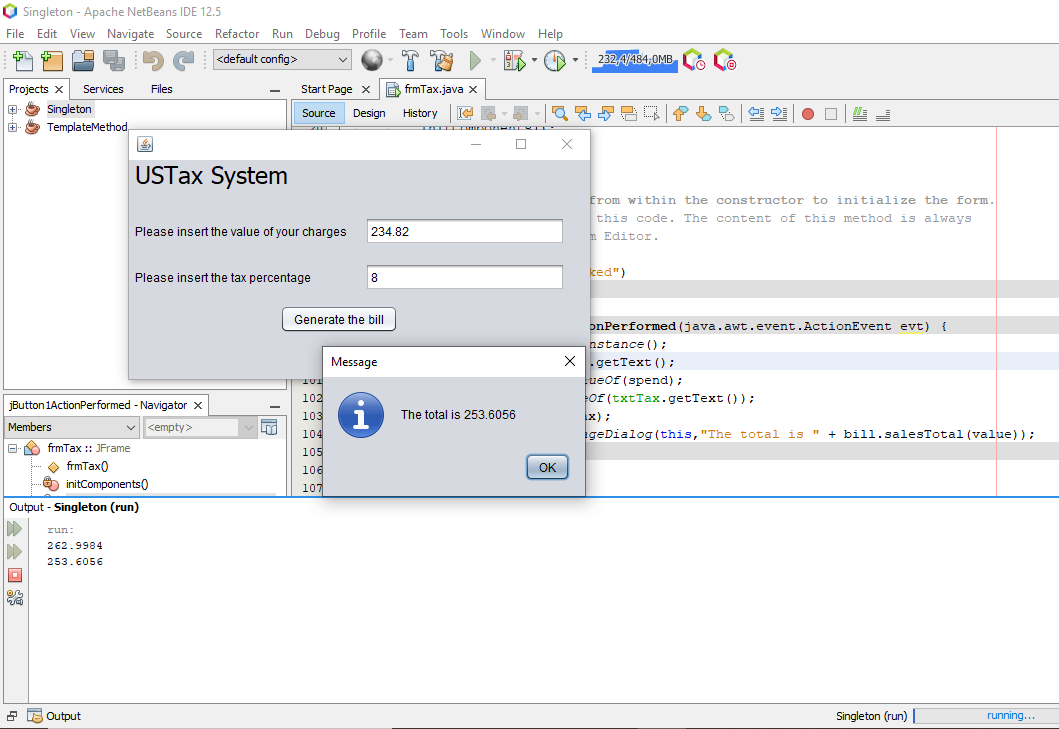 Singleton - Apache NetBeans IDE 12.5
File Edit View Navigate Source Refactor Run Debug Profile Team Tools Window Help
<default config> 232,4/484,0MB
Projects Services Files
Start Page frmTax.java
Source Design History
Singleton
TemplateMethod
USTax System
Please insert the value of your charges 234.82
Please insert the tax percentage 8
Generate the bill
from within the constructor to initialize the form.
this code. The content of this method is always
Editor.
ked")
onPerformed(java.awt.event.ActionEvent evt) {
nstance();
.getText();
ueOf(spend);
102 eOf(txtTax.getText());
103 ax);
104 ageDialog(this,"The total is " + bill.salesTotal(value));
105
106
107
Message
The total is 253.6056
OK
jButton1ActionPerformed - Navigator
Members <empty>
frmTax :: JFrame
frmTax()
initComponents()
Output - Singleton (run)
run:
262.9984
253.6056
Output Singleton (run) running...